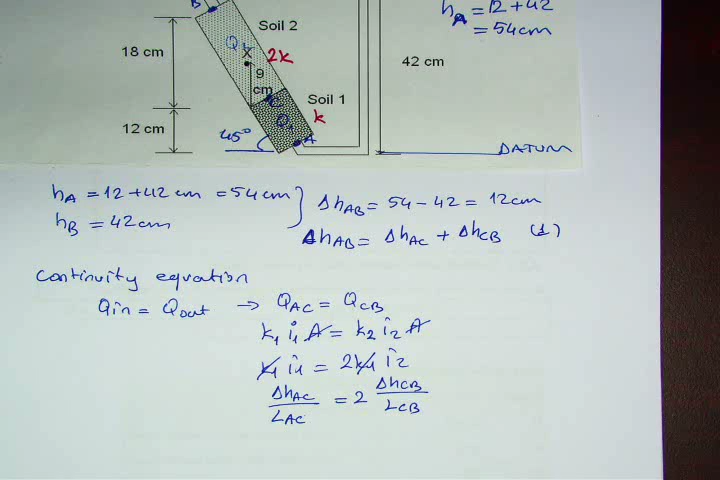 B
hA = 12 + 42
= 54cm
Soil 2
18 cm
2k
x
9
cm
42 cm
Soil 1
k
12 cm
45°
A
DATUM
hA = 12 + 42 cm = 54 cm
hB = 42 cm
ΔhAB = 54 - 42 = 12cm
ΔhAB = ΔhAC + ΔhCB (1)
Continuity equation
Qin = Qout → QAC = QCB
k1 i1 A = k2 i2 A
k1 i1 = 2k1 i2
ΔhAC / LAC = 2 ΔhCB / LCB